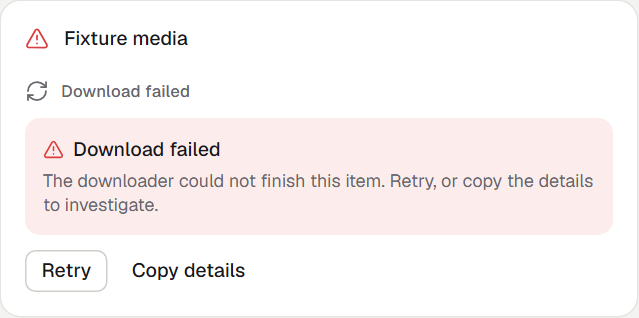 Fixture media
Download failed
Download failed
The downloader could not finish this item. Retry, or copy the details
to investigate.
Retry
Copy details